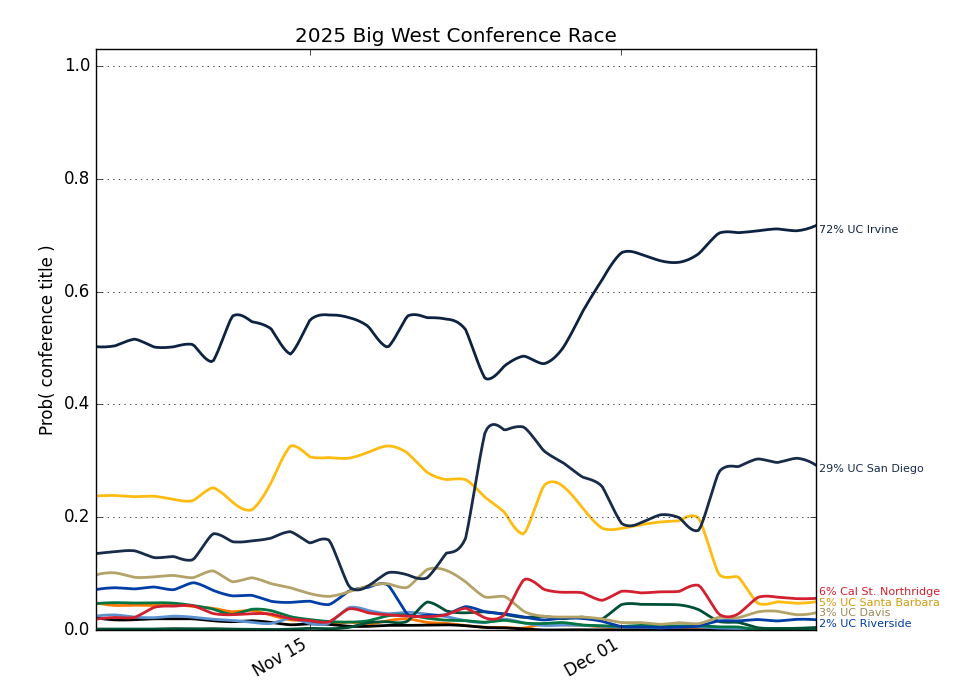 2025 Big West Conference Race
Prob( conference title )
1.0
0.8
0.6
0.4
0.2
0.0
Nov 15
Dec 01
72% UC Irvine
29% UC San Diego
6% Cal St. Northridge
5% UC Santa Barbara
3% UC Davis
2% UC Riverside